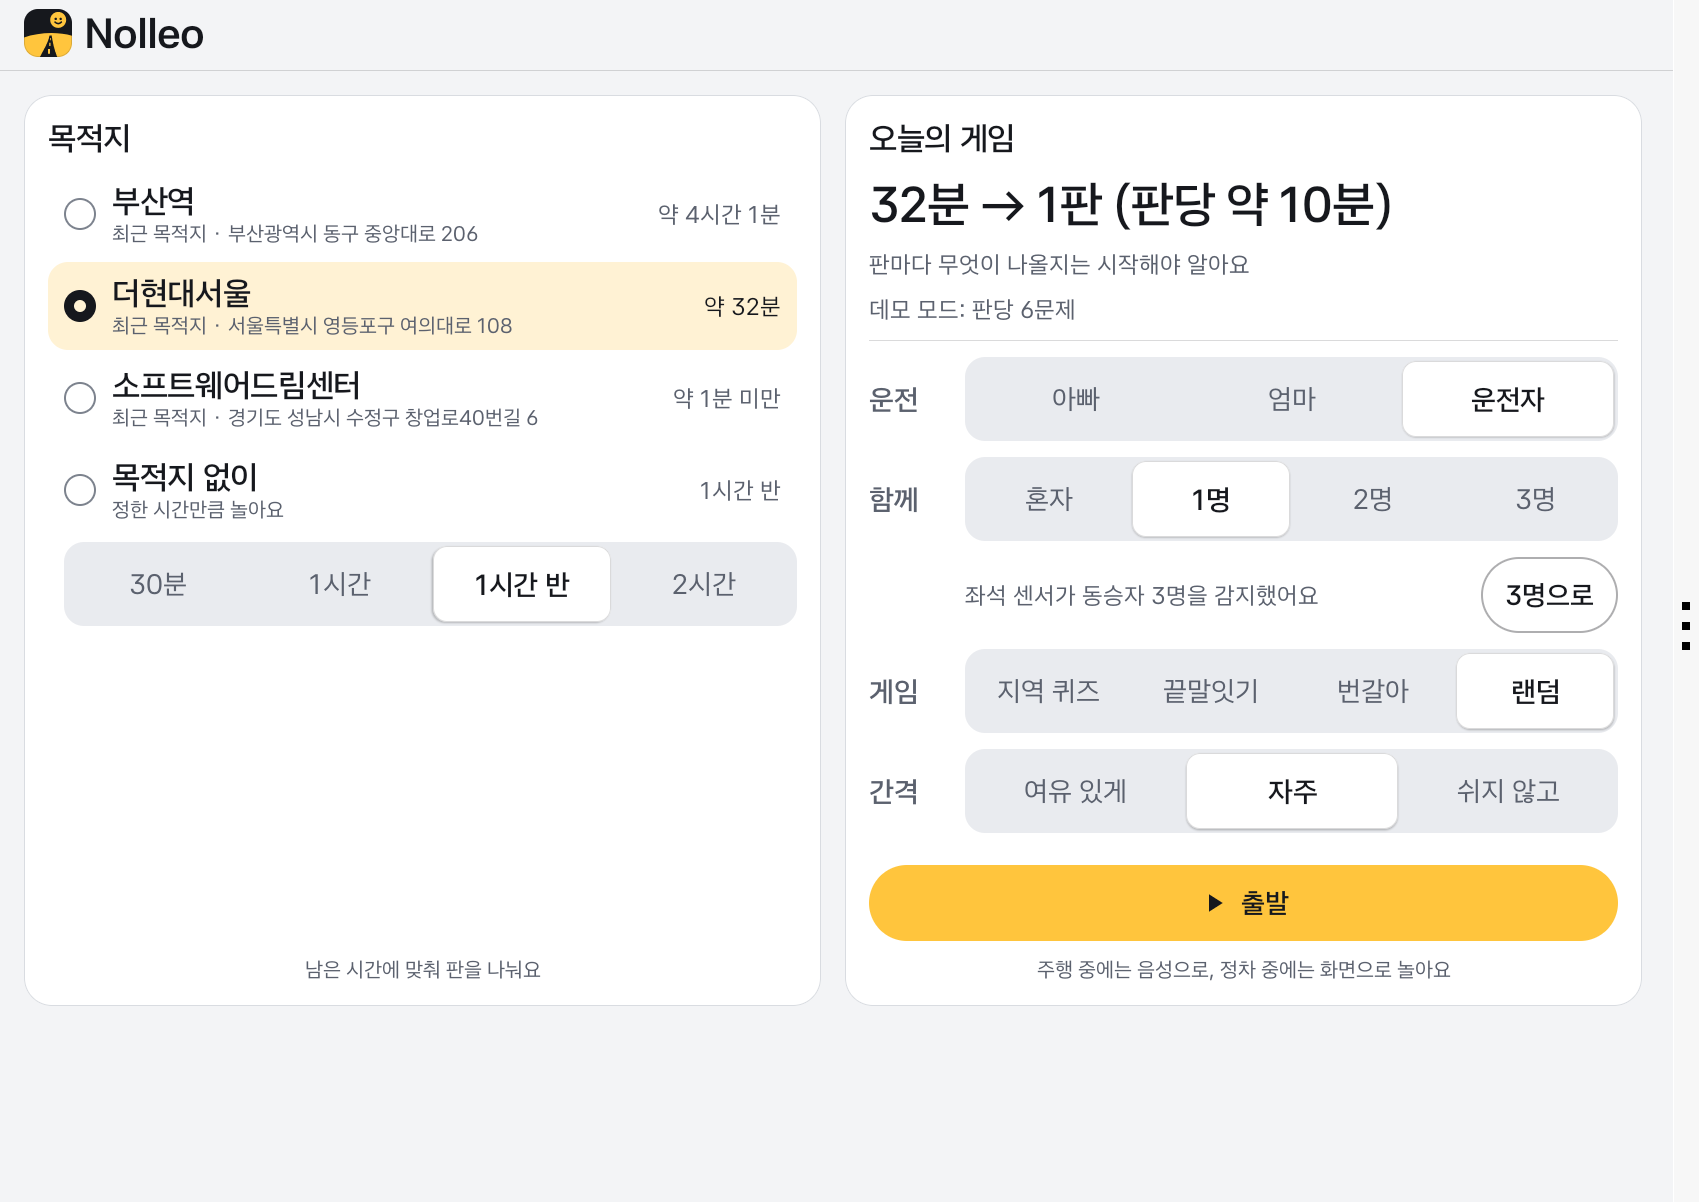 Nolleo
목적지
부산역
최근 목적지 · 부산광역시 동구 중앙대로 206
약 4시간 1분
더현대서울
최근 목적지 · 서울특별시 영등포구 여의대로 108
약 32분
소프트웨어드림센터
최근 목적지 · 경기도 성남시 수정구 창업로40번길 6
약 1분 미만
목적지 없이
정한 시간만큼 놀아요
1시간 반
30분 1시간 1시간 반 2시간
남은 시간에 맞춰 판을 나눠요
오늘의 게임
32분 → 1판 (판당 약 10분)
판마다 무엇이 나올지는 시작해야 알아요
데모 모드: 판당 6문제
운전 아빠 엄마 운전자
함께 혼자 1명 2명 3명
좌석 센서가 동승자 3명을 감지했어요 3명으로
게임 지역 퀴즈 끝말잇기 번갈아 랜덤
간격 여유 있게 자주 쉬지 않고
출발
주행 중에는 음성으로, 정차 중에는 화면으로 놀아요